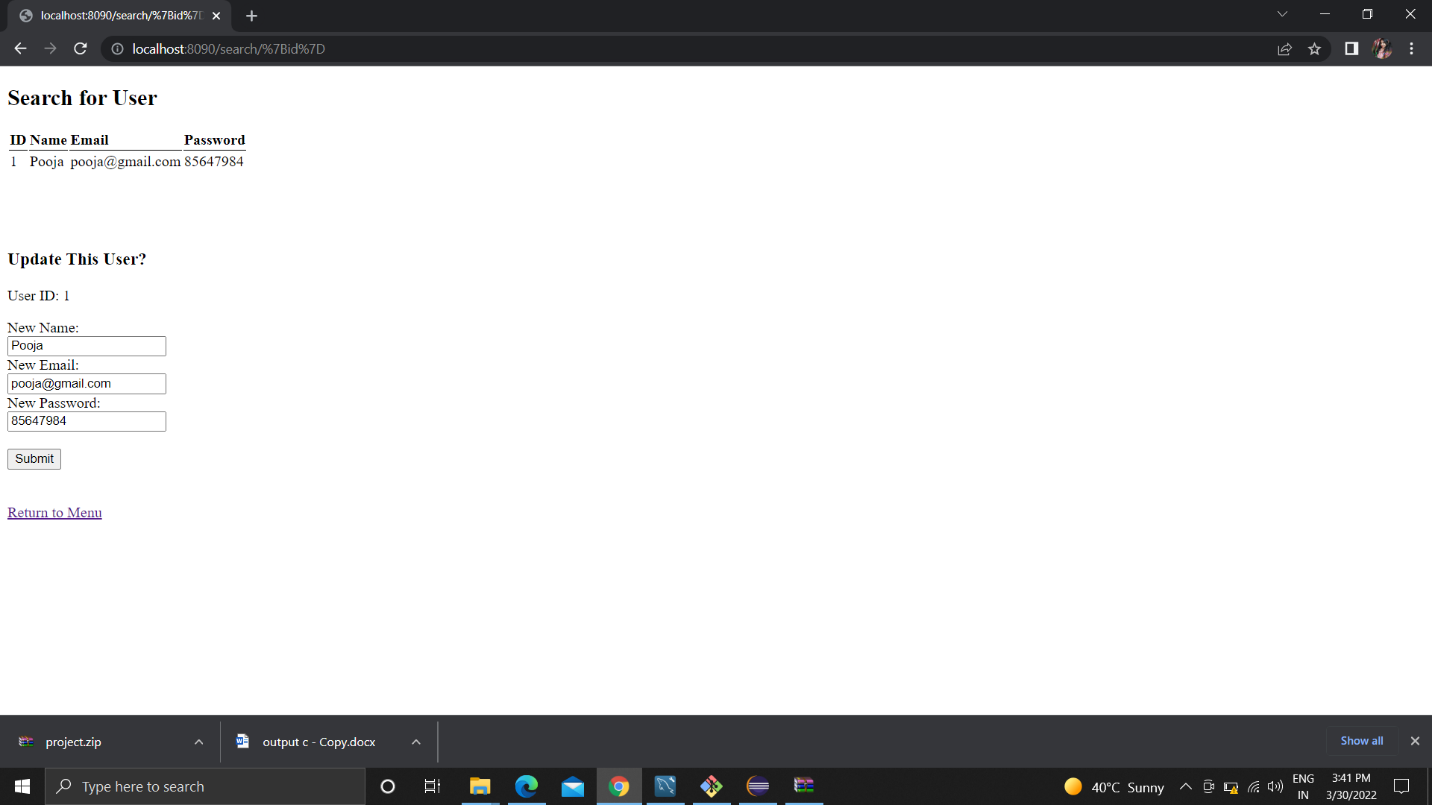 localhost:8090/search/%7Bid%7D
localhost:8090/search/%7Bid%7D
Search for User
ID Name Email Password
1 Pooja pooja@gmail.com 85647984
Update This User?
User ID: 1
New Name:
Pooja
New Email:
pooja@gmail.com
New Password:
85647984
Submit
Return to Menu
project.zip
output c - Copy.docx
Show all
Type here to search
40°C Sunny
ENG
IN
3:41 PM
3/30/2022